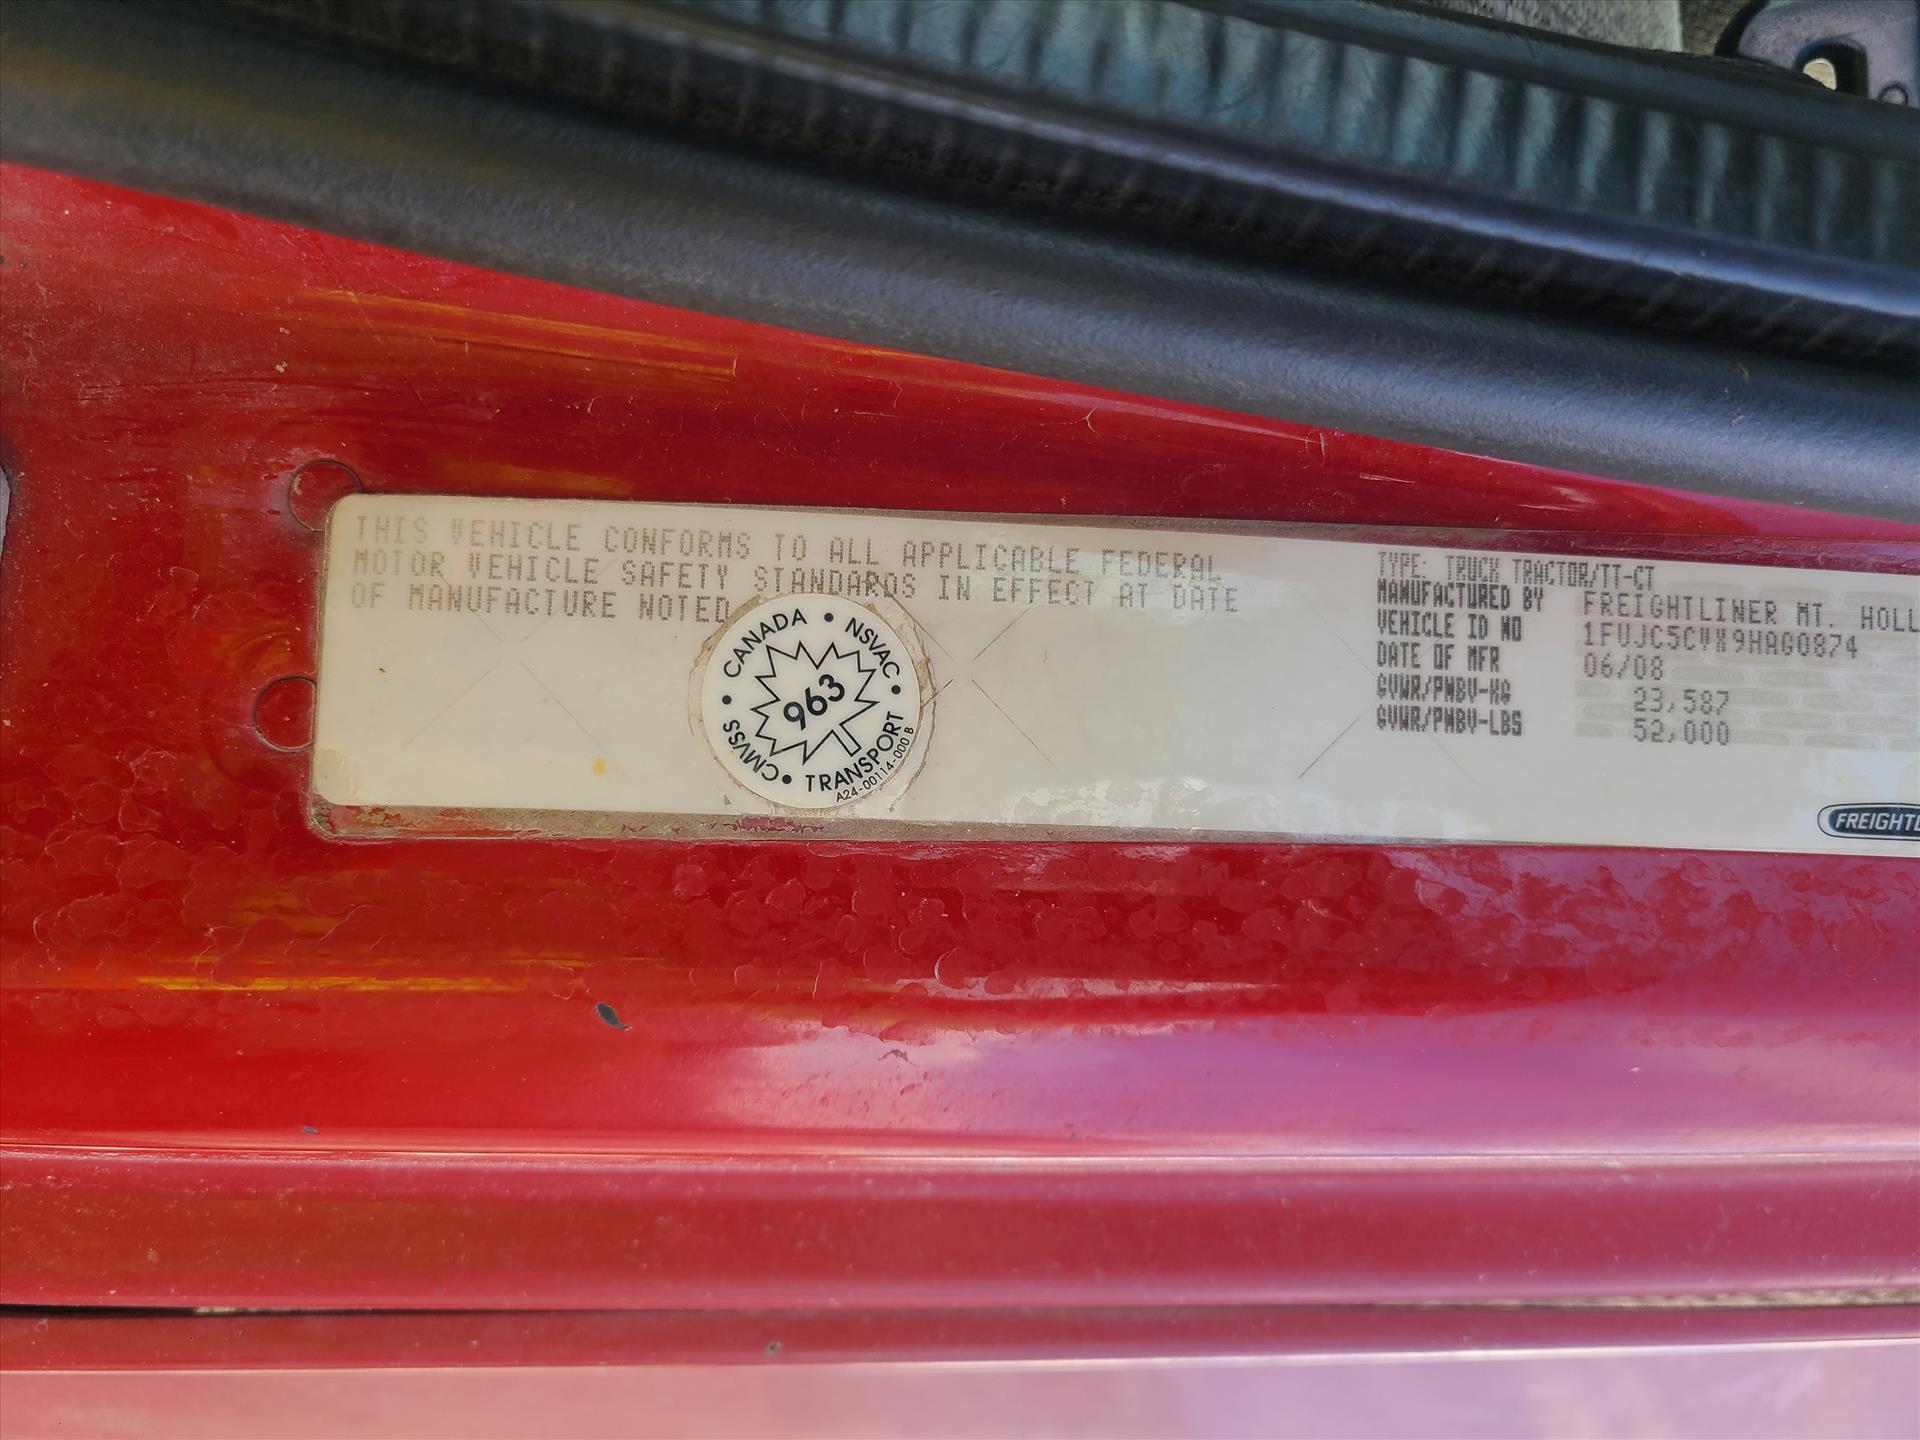 THIS VEHICLE CONFORMS TO ALL APPLICABLE FEDERAL
MOTOR VEHICLE SAFETY STANDARDS IN EFFECT AT DATE
OF MANUFACTURE NOTED
CANADA • NSVAC • TRANSPORT • CMVSS •
963
A24-00114-000 B
TYPE: TRUCK TRACTOR/TT-CT
MANUFACTURED BY FREIGHTLINER MT. HOLL
VEHICLE ID NO 1FUJC5CVX9HAG0874
DATE OF MFR 06/08
GVWR/PNBV-KG 23,587
GVWR/PNBV-LBS 52,000
FREIGHTL